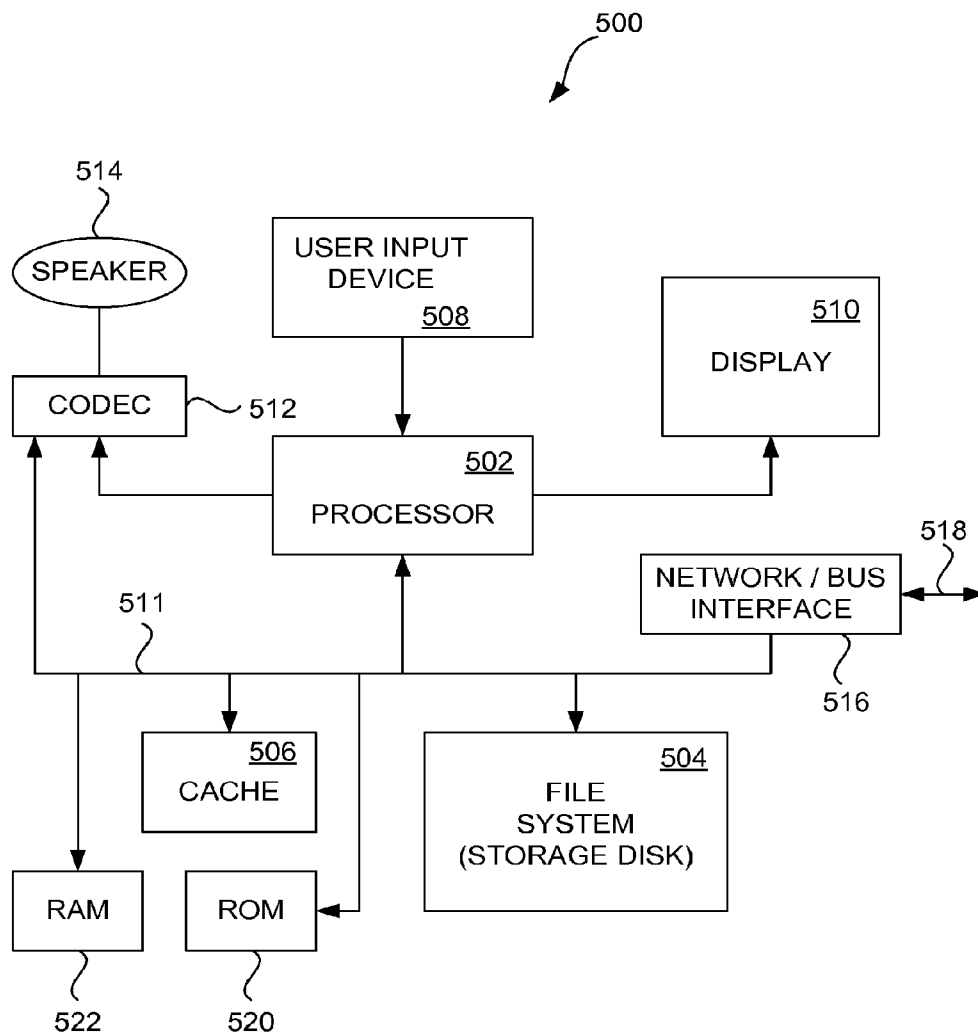 500
514
SPEAKER
USER INPUT
DEVICE
508
510
DISPLAY
CODEC
512
502
PROCESSOR
518
NETWORK / BUS
INTERFACE
511
516
506
CACHE
504
FILE
SYSTEM
(STORAGE DISK)
RAM
ROM
522
520